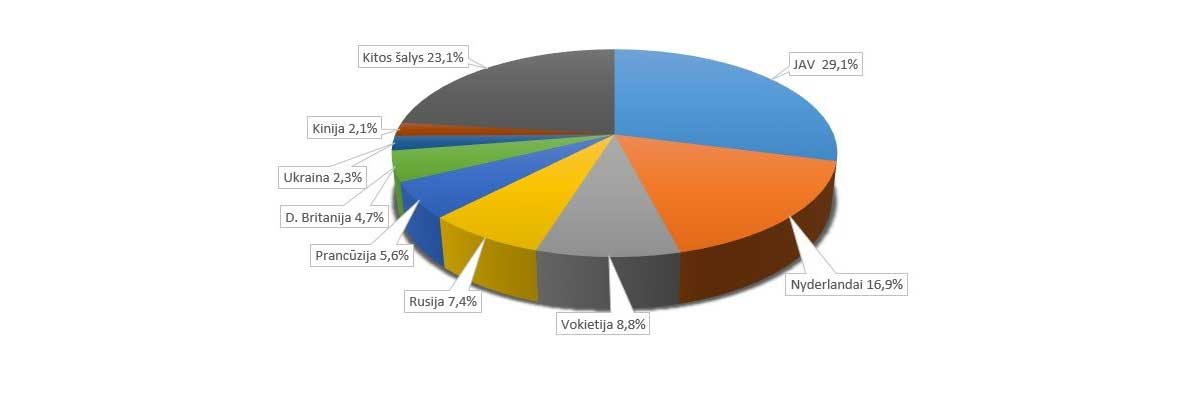 Kitos šalys 23,1%
JAV  29,1%
Kinija 2,1%
Ukraina 2,3%
D. Britanija 4,7%
Prancūzija 5,6%
Nyderlandai 16,9%
Rusija 7,4%
Vokietija 8,8%